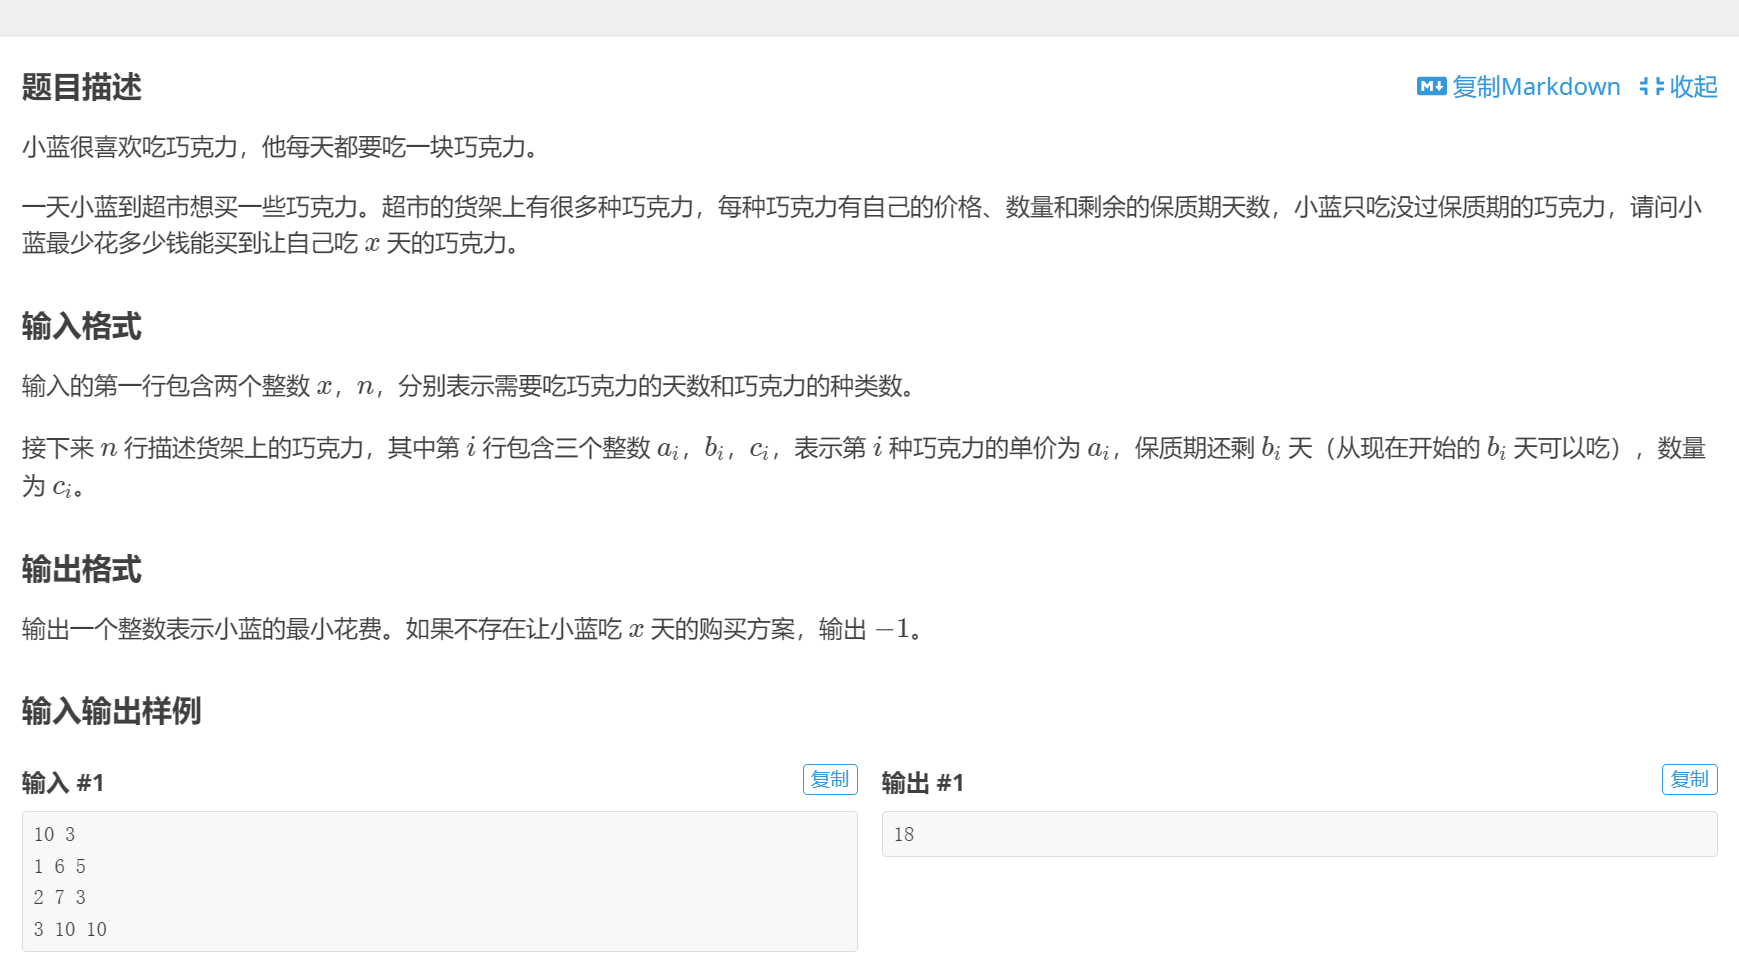 题目描述
复制Markdown 收起
小蓝很喜欢吃巧克力，他每天都要吃一块巧克力。
一天小蓝到超市想买一些巧克力。超市的货架上有很多种巧克力，每种巧克力有自己的价格、数量和剩余的保质期天数，小蓝只吃没过保质期的巧克力，请问小
蓝最少花多少钱能买到让自己吃 x 天的巧克力。
输入格式
输入的第一行包含两个整数 x，n，分别表示需要吃巧克力的天数和巧克力的种类数。
接下来 n 行描述货架上的巧克力，其中第 i 行包含三个整数 a_i，b_i，c_i，表示第 i 种巧克力的单价为 a_i，保质期还剩 b_i 天（从现在开始的 b_i 天可以吃），数量
为 c_i。
输出格式
输出一个整数表示小蓝的最小花费。如果不存在让小蓝吃 x 天的购买方案，输出 −1。
输入输出样例
输入 #1
复制
输出 #1
复制
10 3
1 6 5
2 7 3
3 10 10
18